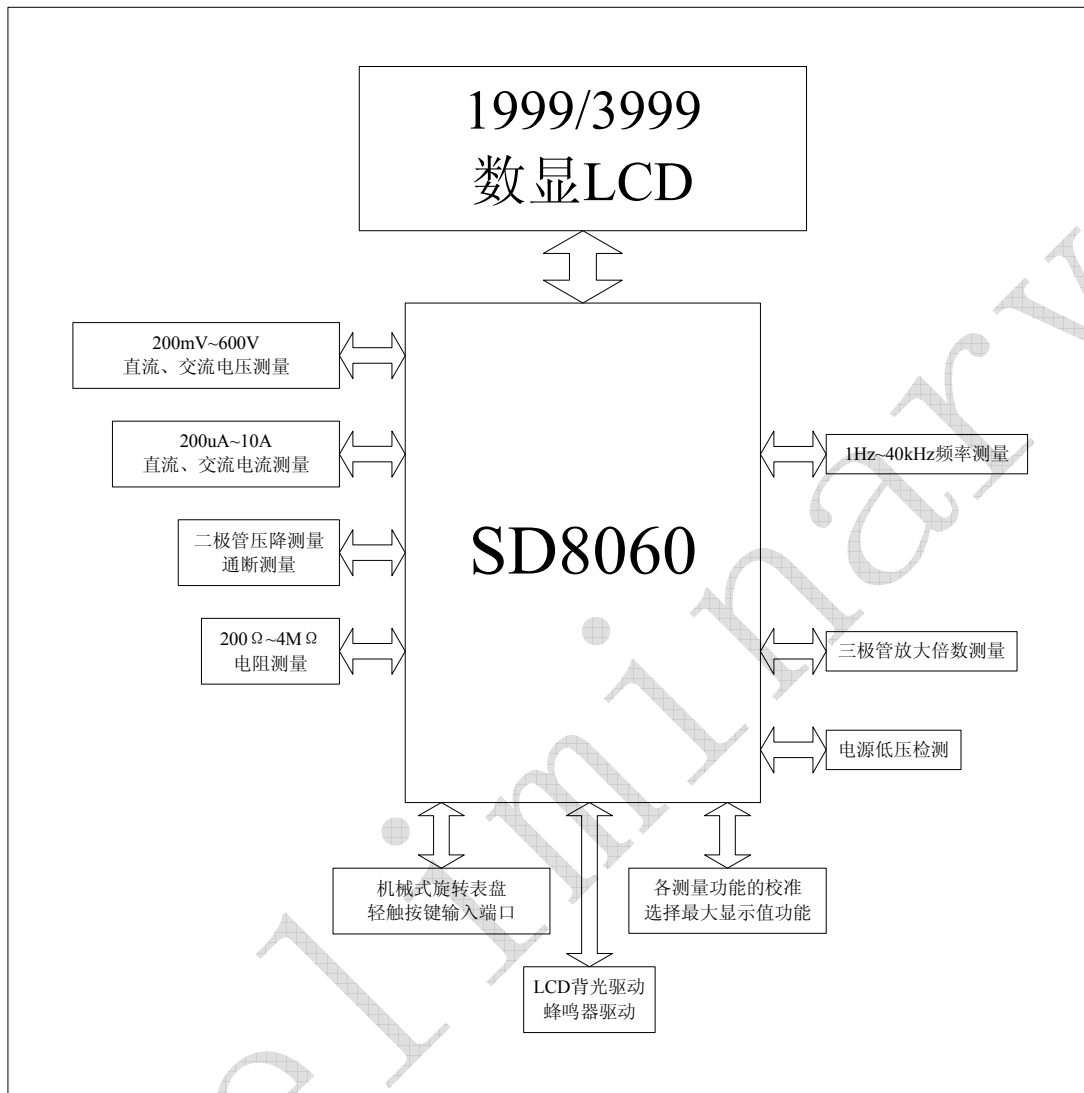 1999/3999
数显LCD
200mV~600V
直流、交流电压测量
200uA~10A
直流、交流电流测量
二极管压降测量
通断测量
200Ω~4MΩ
电阻测量
SD8060
1Hz~40kHz频率测量
三极管放大倍数测量
电源低压检测
机械式旋转表盘
轻触按键输入端口
各测量功能的校准
选择最大显示值功能
LCD背光驱动
蜂鸣器驱动
eliminary